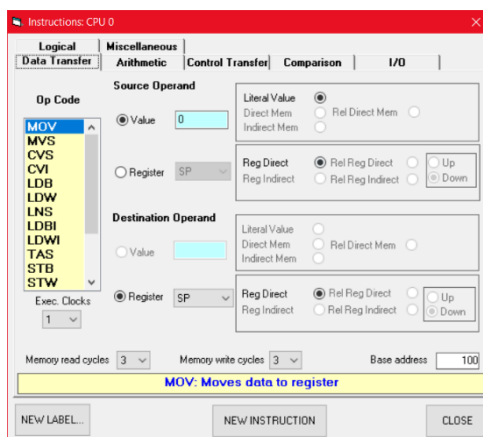 Instructions: CPU 0
Logical Miscellaneous
Data Transfer Arithmetic Control Transfer Comparison I/O
Op Code
MOV
MVS
CVS
CVI
LDB
LDW
LNS
LDBI
LDWI
TAS
STB
STW
Exec. Clocks
1
Source Operand
Value 0
Literal Value
Direct Mem Rel Direct Mem
Indirect Mem
Register SP
Reg Direct Rel Reg Direct Up
Reg Indirect Rel Reg Indirect Down
Destination Operand
Value
Literal Value
Direct Mem Rel Direct Mem
Indirect Mem
Register SP
Reg Direct Rel Reg Direct Up
Reg Indirect Rel Reg Indirect Down
Memory read cycles 3 Memory write cycles 3 Base address 100
MOV: Moves data to register
NEW LABEL... NEW INSTRUCTION CLOSE